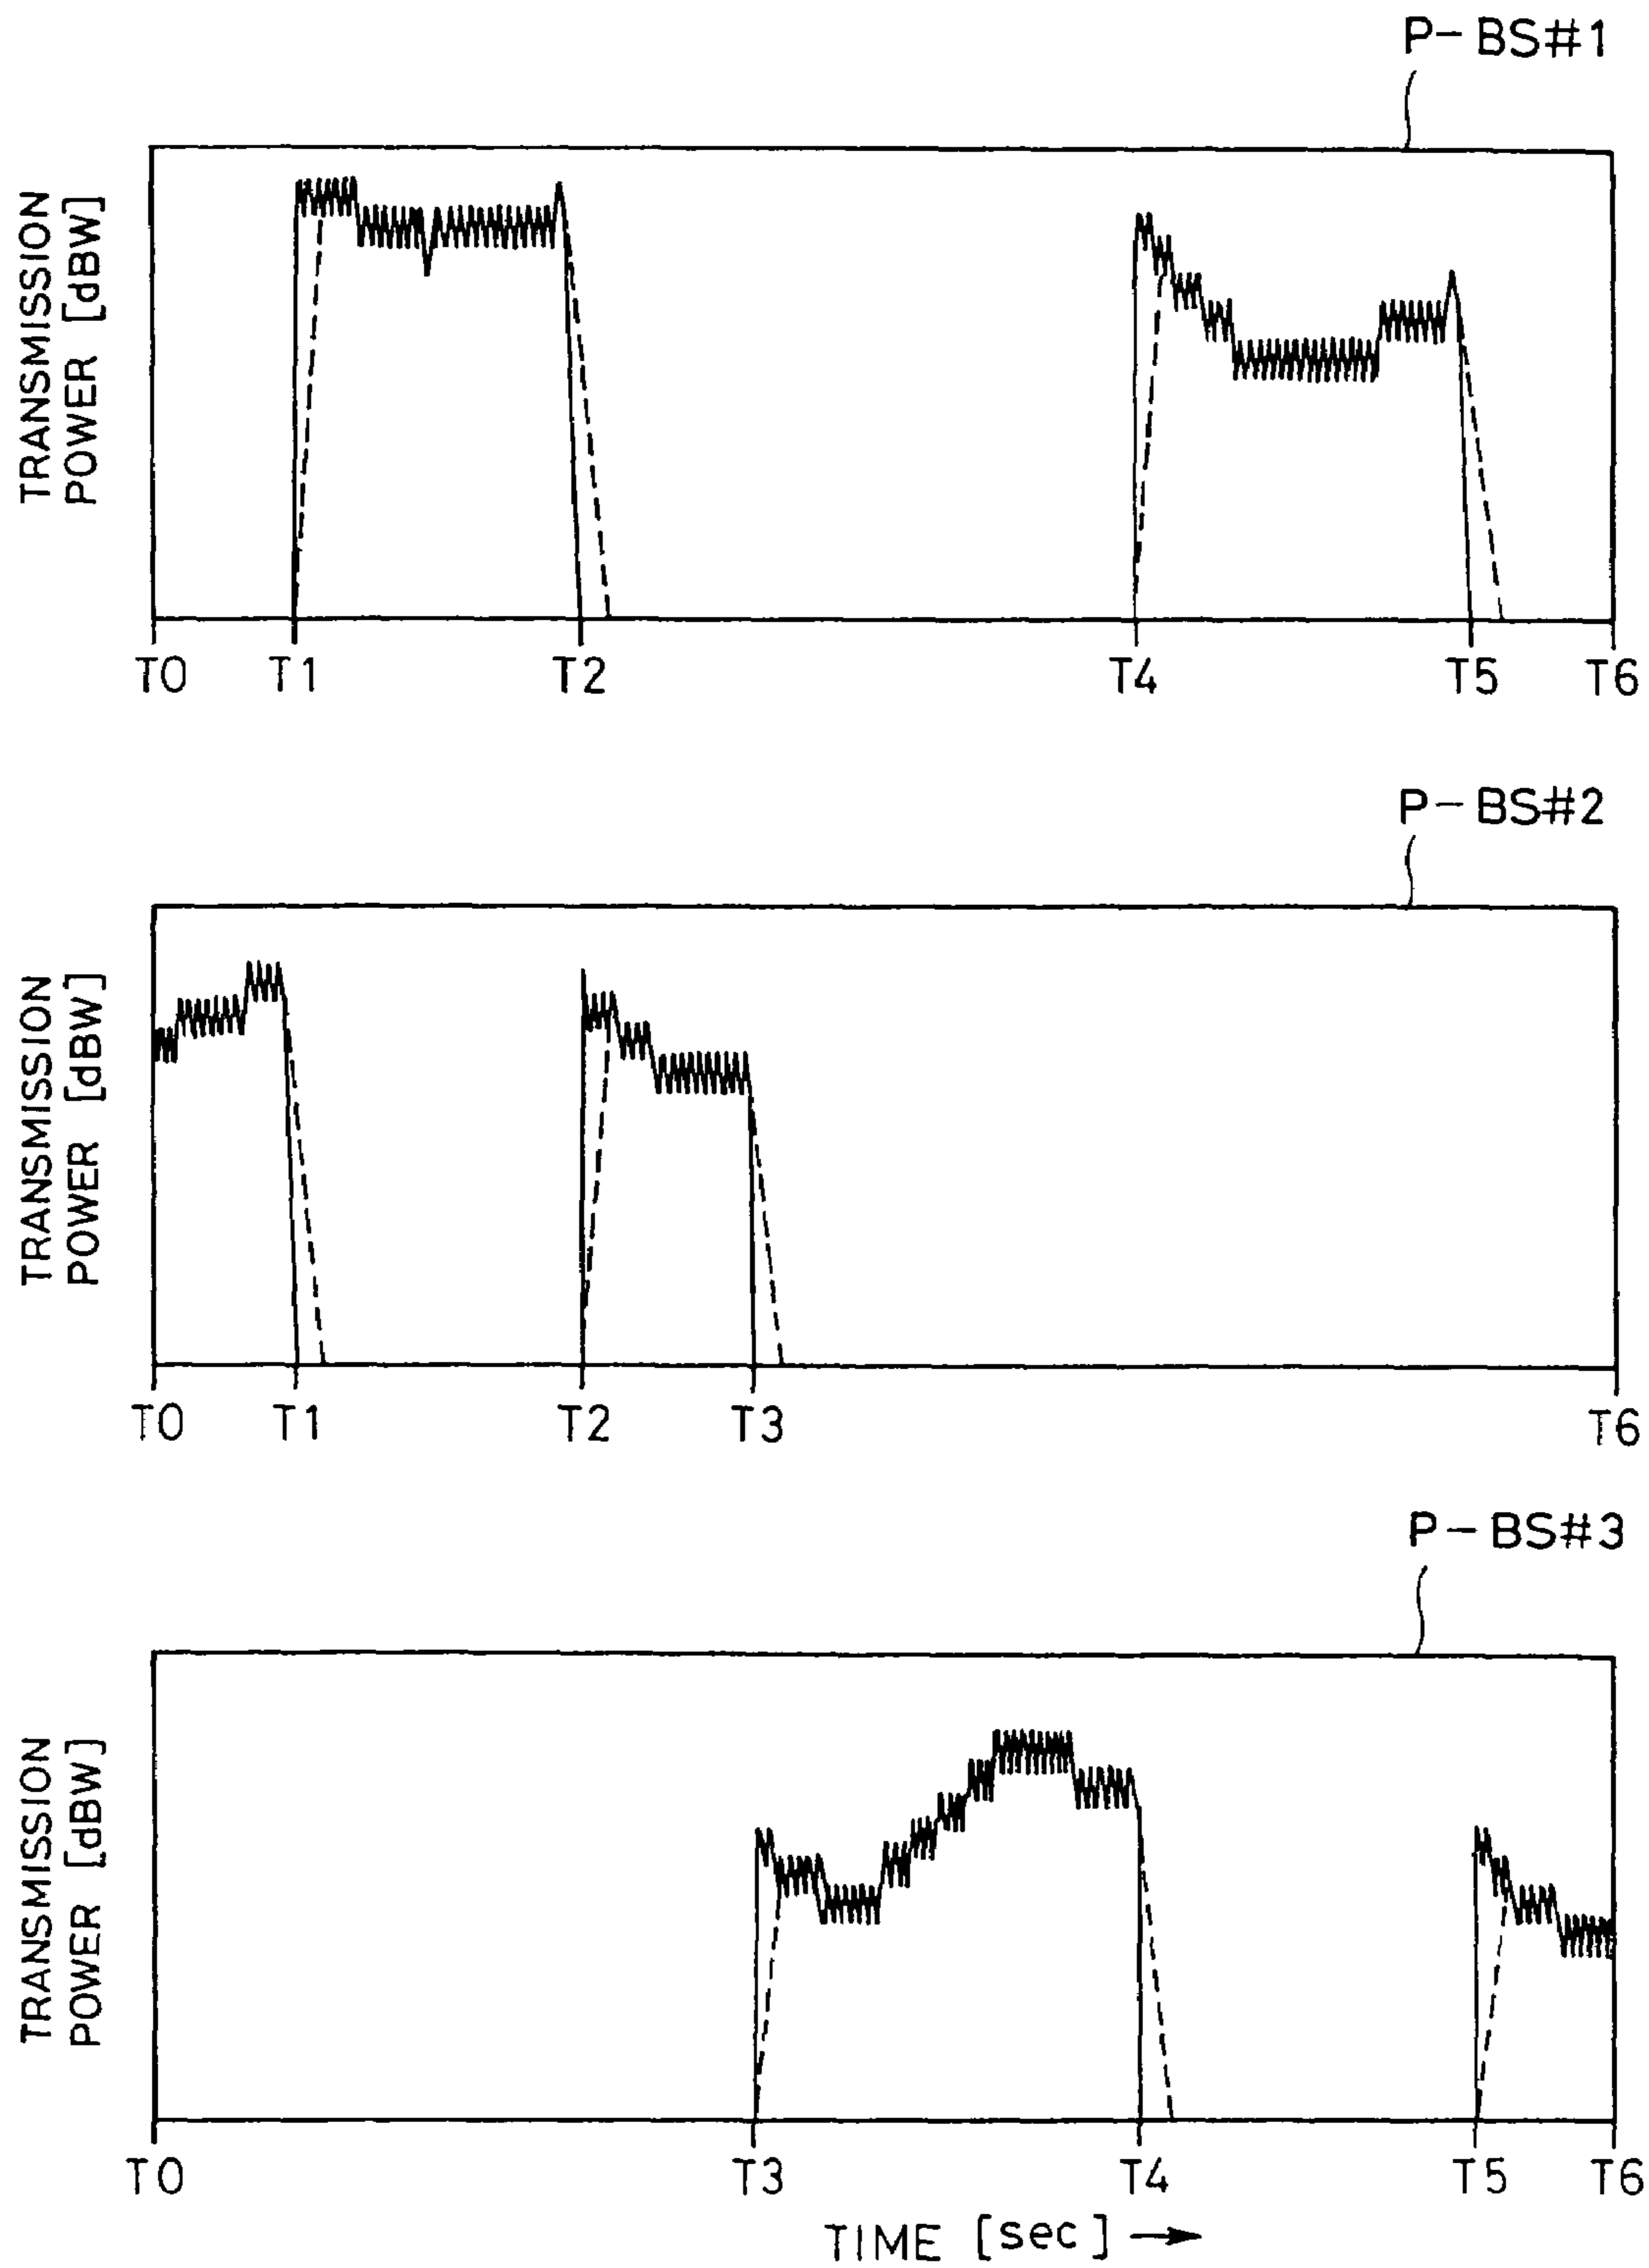 P-BS#1
TRANSMISSION
POWER [dBW]
T0 T1 T2 T4 T5 T6
P-BS#2
TRANSMISSION
POWER [dBW]
T0 T1 T2 T3 T6
P-BS#3
TRANSMISSION
POWER [dBW]
T0 T3 T4 T5 T6
TIME [sec] →